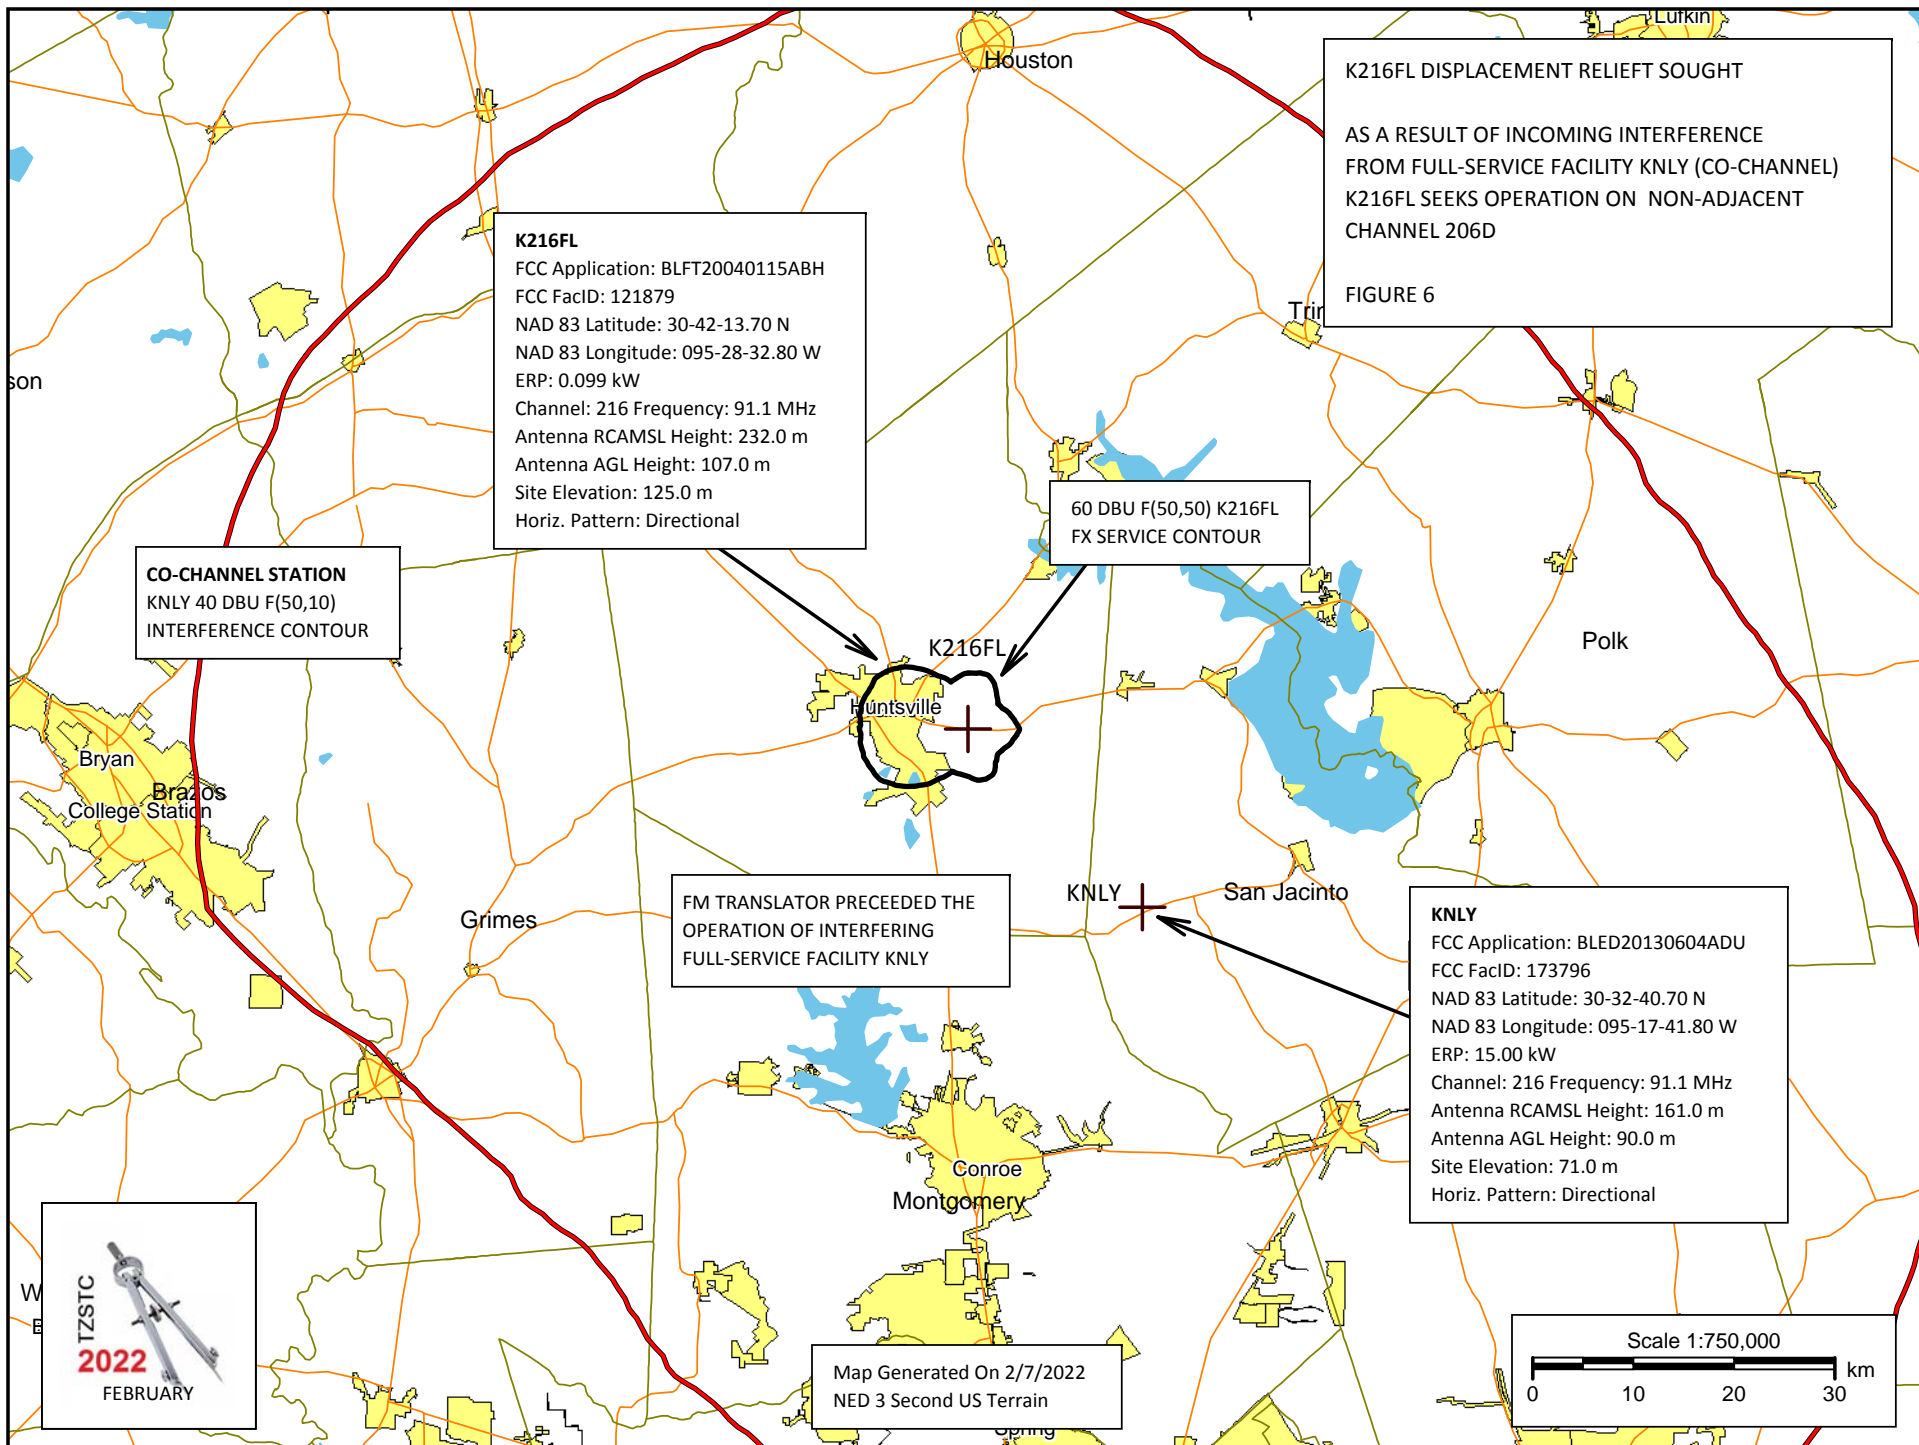 Houston
Lufkin
K216FL DISPLACEMENT RELIEFT SOUGHT
AS A RESULT OF INCOMING INTERFERENCE
FROM FULL-SERVICE FACILITY KNLY (CO-CHANNEL)
K216FL SEEKS OPERATION ON NON-ADJACENT
CHANNEL 206D
FIGURE 6
K216FL
FCC Application: BLFT20040115ABH
FCC FacID: 121879
NAD 83 Latitude: 30-42-13.70 N
NAD 83 Longitude: 095-28-32.80 W
ERP: 0.099 kW
Channel: 216 Frequency: 91.1 MHz
Antenna RCAMSL Height: 232.0 m
Antenna AGL Height: 107.0 m
Site Elevation: 125.0 m
Horiz. Pattern: Directional
Trin
son
60 DBU F(50,50) K216FL
FX SERVICE CONTOUR
CO-CHANNEL STATION
KNLY 40 DBU F(50,10)
INTERFERENCE CONTOUR
K216FL
Polk
Huntsville
Bryan
Brazos
College Station
KNLY
San Jacinto
Grimes
FM TRANSLATOR PRECEEDED THE
OPERATION OF INTERFERING
FULL-SERVICE FACILITY KNLY
KNLY
FCC Application: BLED20130604ADU
FCC FacID: 173796
NAD 83 Latitude: 30-32-40.70 N
NAD 83 Longitude: 095-17-41.80 W
ERP: 15.00 kW
Channel: 216 Frequency: 91.1 MHz
Antenna RCAMSL Height: 161.0 m
Antenna AGL Height: 90.0 m
Site Elevation: 71.0 m
Horiz. Pattern: Directional
Conroe
Montgomery
W
TZSTC
2022
FEBRUARY
Map Generated On 2/7/2022
NED 3 Second US Terrain
Spring
Scale 1:750,000
km
0 10 20 30